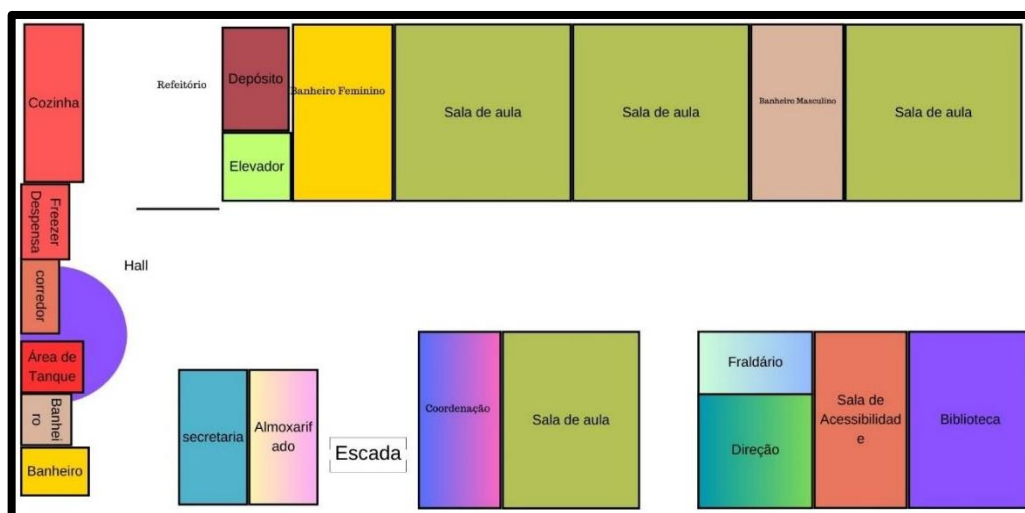 Cozinha
Refeitório
Depósito
Banheiro Feminino
Sala de aula
Sala de aula
Banheiro Masculino
Sala de aula
Elevador
Freezer
Despensa
Hall
corredor
Área de
Tanque
Banhei
ro
Banheiro
secretaria
Almoxarif
ado
Escada
Coordenação
Sala de aula
Fraldário
Direção
Sala de
Acessibilidad
e
Biblioteca